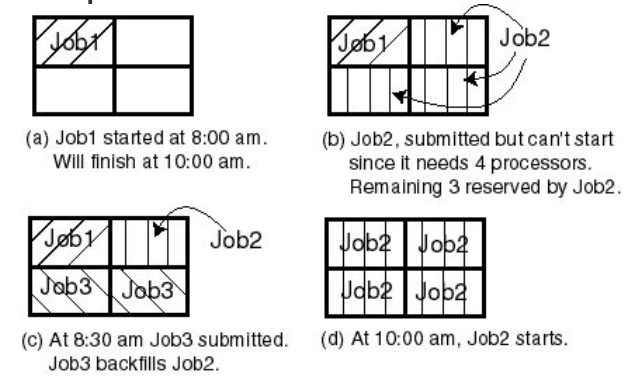 Job1
(a) Job1 started at 8:00 am.
Will finish at 10:00 am.
Job1
Job2
(b) Job2, submitted but can't start
since it needs 4 processors.
Remaining 3 reserved by Job2.
Job1
Job2
Job3 Job3
(c) At 8:30 am Job3 submitted.
Job3 backfills Job2.
Job2 Job2
Job2 Job2
(d) At 10:00 am, Job2 starts.